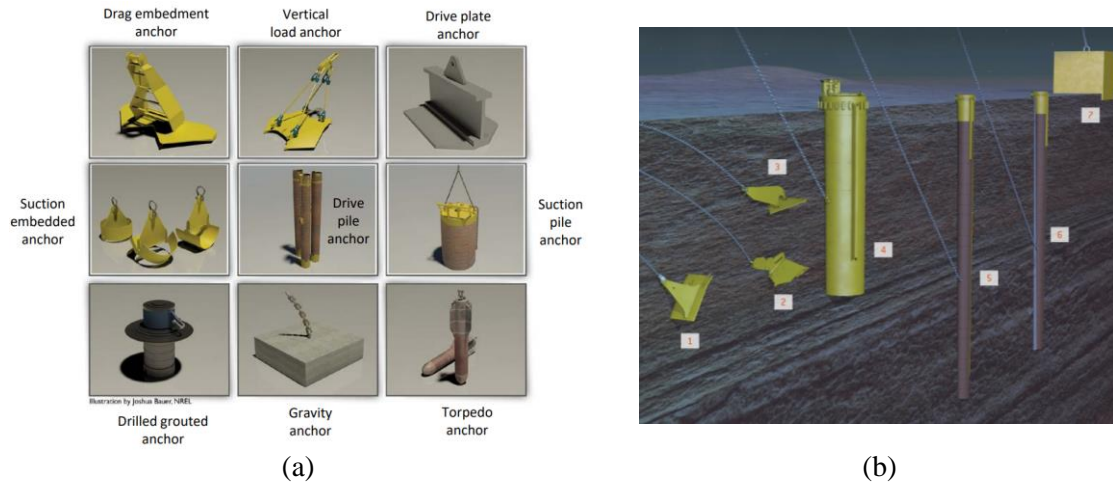 Drag embedment
anchor
Vertical
load anchor
Drive plate
anchor
Suction
embedded
anchor
Drive
pile
anchor
Suction
pile
anchor
Illustration by Joshua Bauer, NREL
Drilled grouted
anchor
Gravity
anchor
Torpedo
anchor
(a)
7
3
6
4
5
2
1
(b)